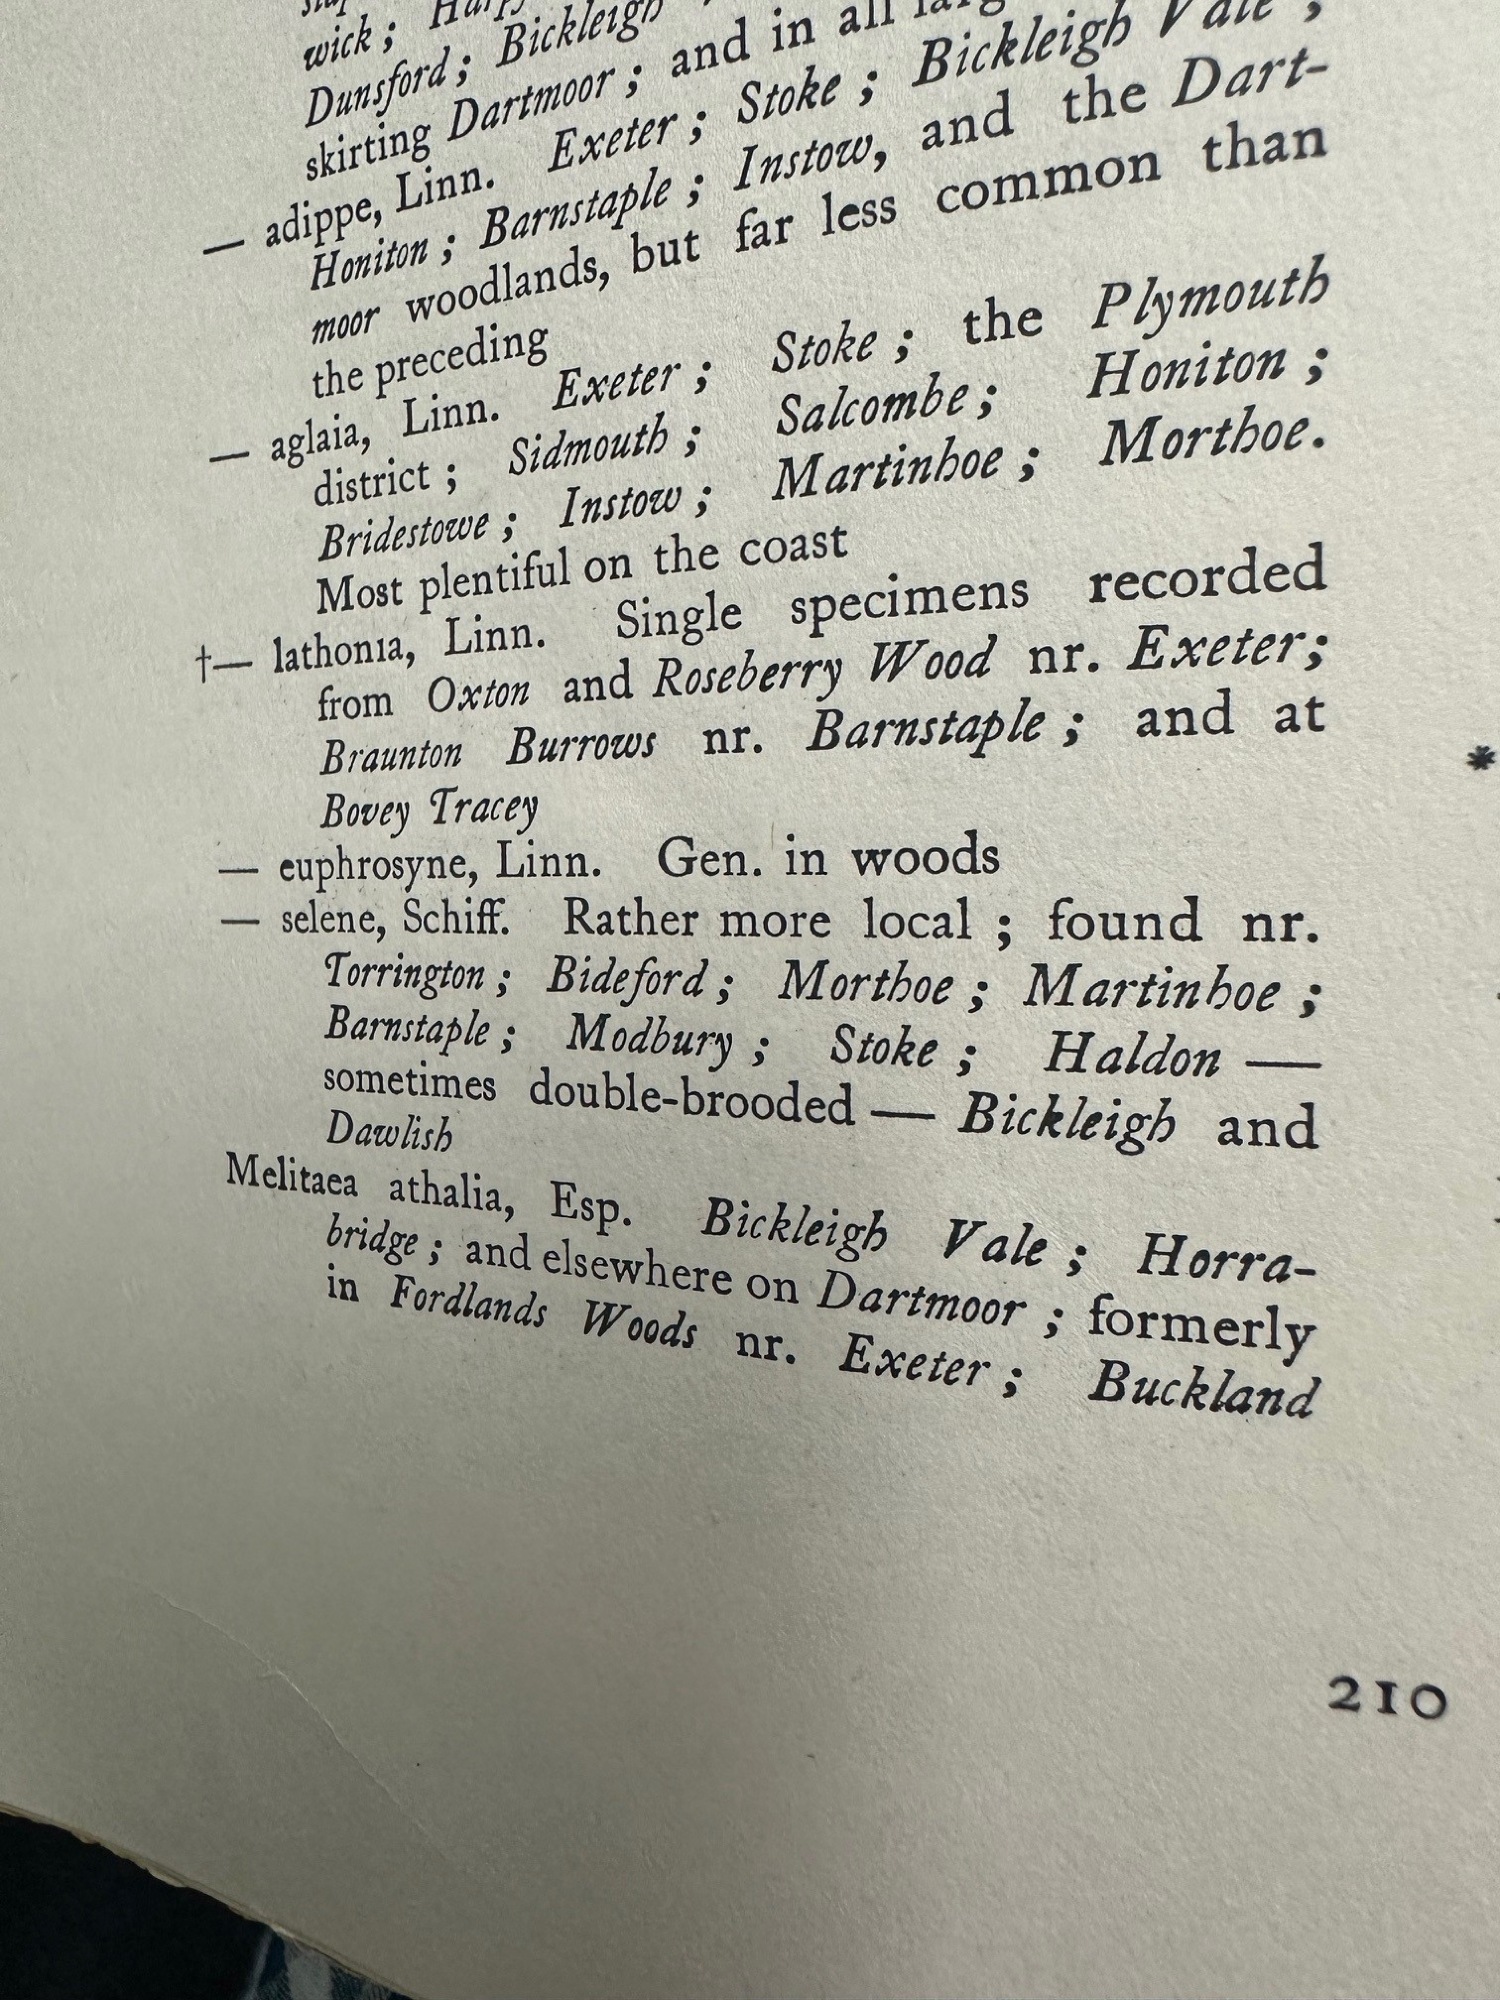 wick ;
Dunsford ; Bickleigh
skirting Dartmoor ; and in all
— adippe, Linn. Exeter ; Stoke ; Bickleigh Vale ;
Honiton ; Barnstaple ; Instow, and the Dart-
moor woodlands, but far less common than
the preceding
— aglaia, Linn. Exeter ; Stoke ; the Plymouth
district ; Sidmouth ; Salcombe ; Honiton ;
Bridestowe ; Instow ; Martinhoe ; Morthoe.
Most plentiful on the coast
†— lathonia, Linn. Single specimens recorded
from Oxton and Roseberry Wood nr. Exeter ;
Braunton Burrows nr. Barnstaple ; and at
Bovey Tracey
— euphrosyne, Linn. Gen. in woods
— selene, Schiff. Rather more local ; found nr.
Torrington ; Bideford ; Morthoe ; Martinhoe ;
Barnstaple ; Modbury ; Stoke ; Haldon —
sometimes double-brooded — Bickleigh and
Dawlish
Melitaea athalia, Esp. Bickleigh Vale ; Horra-
bridge ; and elsewhere on Dartmoor ; formerly
in Fordlands Woods nr. Exeter ; Buckland
210
*